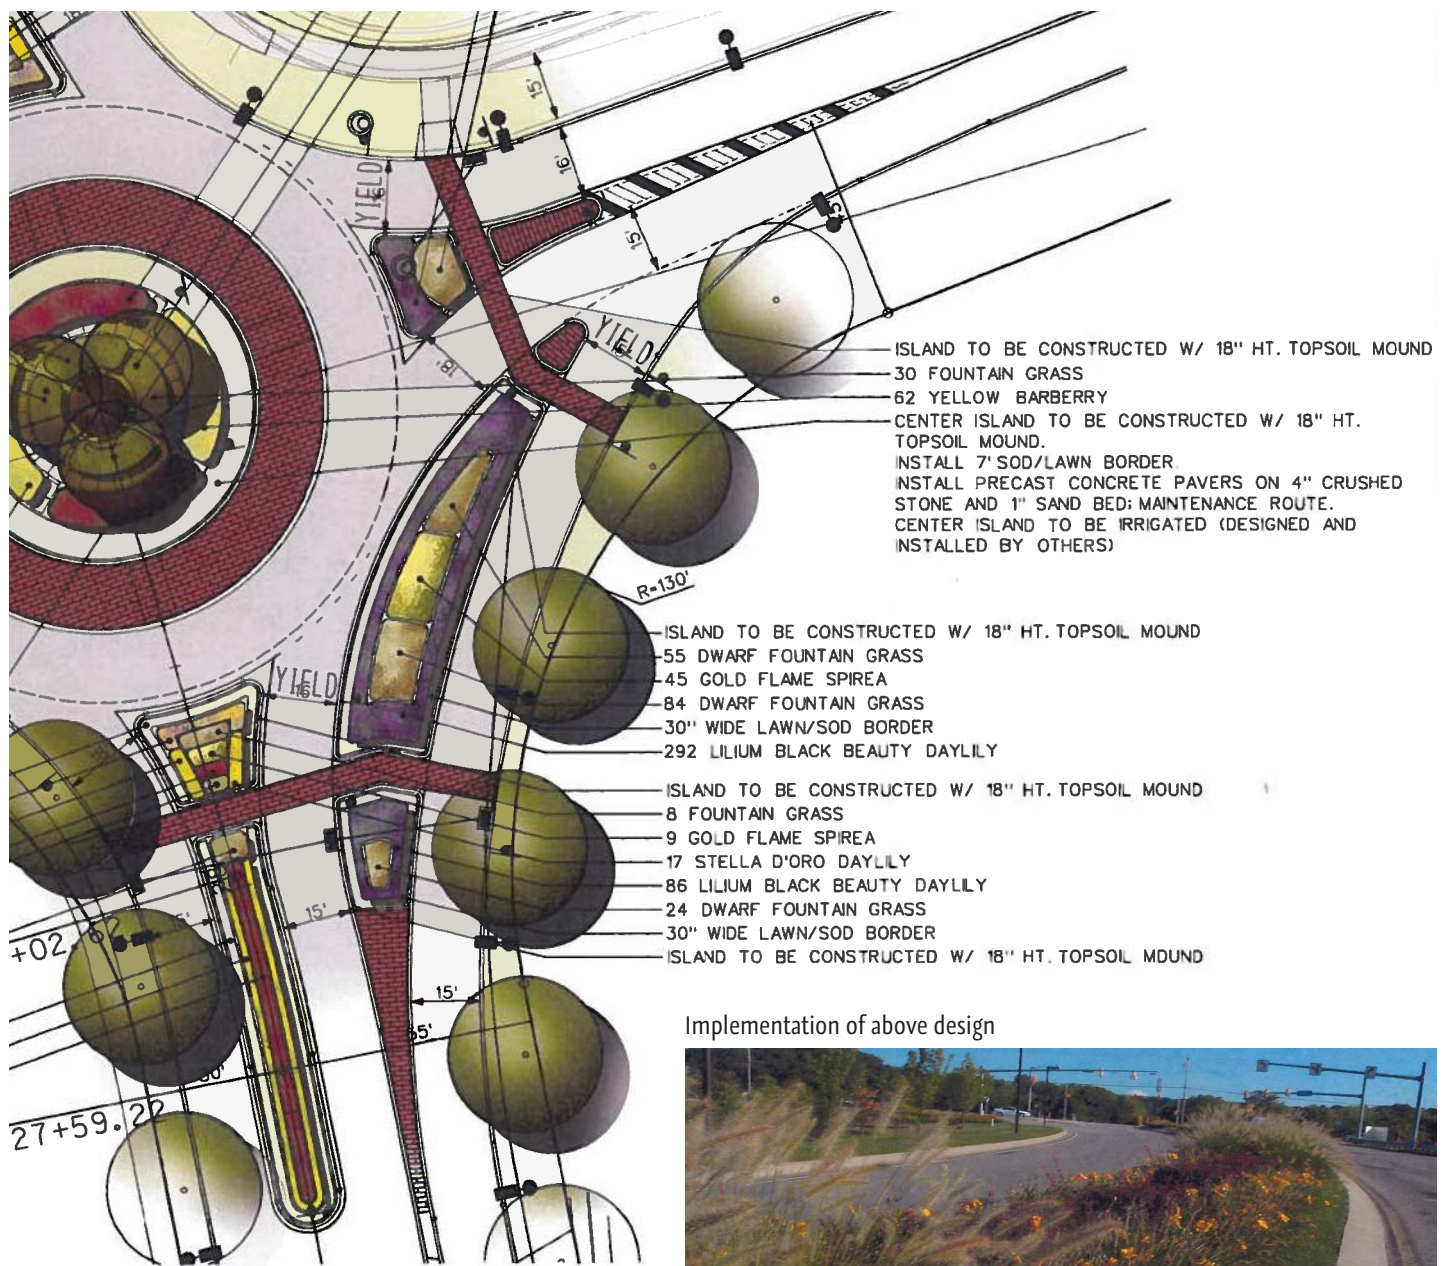 15'
16'
YIELD
16'
15'
YIELD
18'
ISLAND TO BE CONSTRUCTED W/ 18" HT. TOPSOIL MOUND
30 FOUNTAIN GRASS
62 YELLOW BARBERRY
CENTER ISLAND TO BE CONSTRUCTED W/ 18" HT.
TOPSOIL MOUND.
INSTALL 7' SOD/LAWN BORDER
INSTALL PRECAST CONCRETE PAVERS ON 4" CRUSHED
STONE AND 1" SAND BED; MAINTENANCE ROUTE.
CENTER ISLAND TO BE IRRIGATED (DESIGNED AND
INSTALLED BY OTHERS)
R=130'
ISLAND TO BE CONSTRUCTED W/ 18" HT. TOPSOIL MOUND
55 DWARF FOUNTAIN GRASS
45 GOLD FLAME SPIREA
84 DWARF FOUNTAIN GRASS
30" WIDE LAWN/SOD BORDER
292 LILIUM BLACK BEAUTY DAYLILY
YIELD
16'
ISLAND TO BE CONSTRUCTED W/ 18" HT. TOPSOIL MOUND
8 FOUNTAIN GRASS
9 GOLD FLAME SPIREA
17 STELLA D'ORO DAYLILY
86 LILIUM BLACK BEAUTY DAYLILY
24 DWARF FOUNTAIN GRASS
30" WIDE LAWN/SOD BORDER
ISLAND TO BE CONSTRUCTED W/ 18" HT. TOPSOIL MOUND
15'
15'
+02.62
15'
27+59.22
Implementation of above design